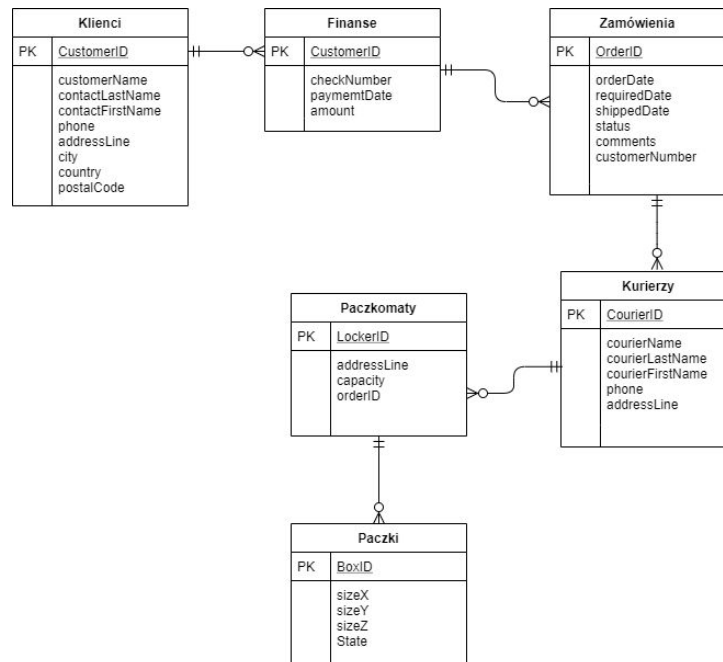 Klienci
PK CustomerID
customerName
contactLastName
contactFirstName
phone
addressLine
city
country
postalCode
Finanse
PK CustomerID
checkNumber
paymemtDate
amount
Zamówienia
PK OrderID
orderDate
requiredDate
shippedDate
status
comments
customerNumber
Paczkomaty
PK LockerID
addressLine
capacity
orderID
Kurierzy
PK CourierID
courierName
courierLastName
courierFirstName
phone
addressLine
Paczki
PK BoxID
sizeX
sizeY
sizeZ
State